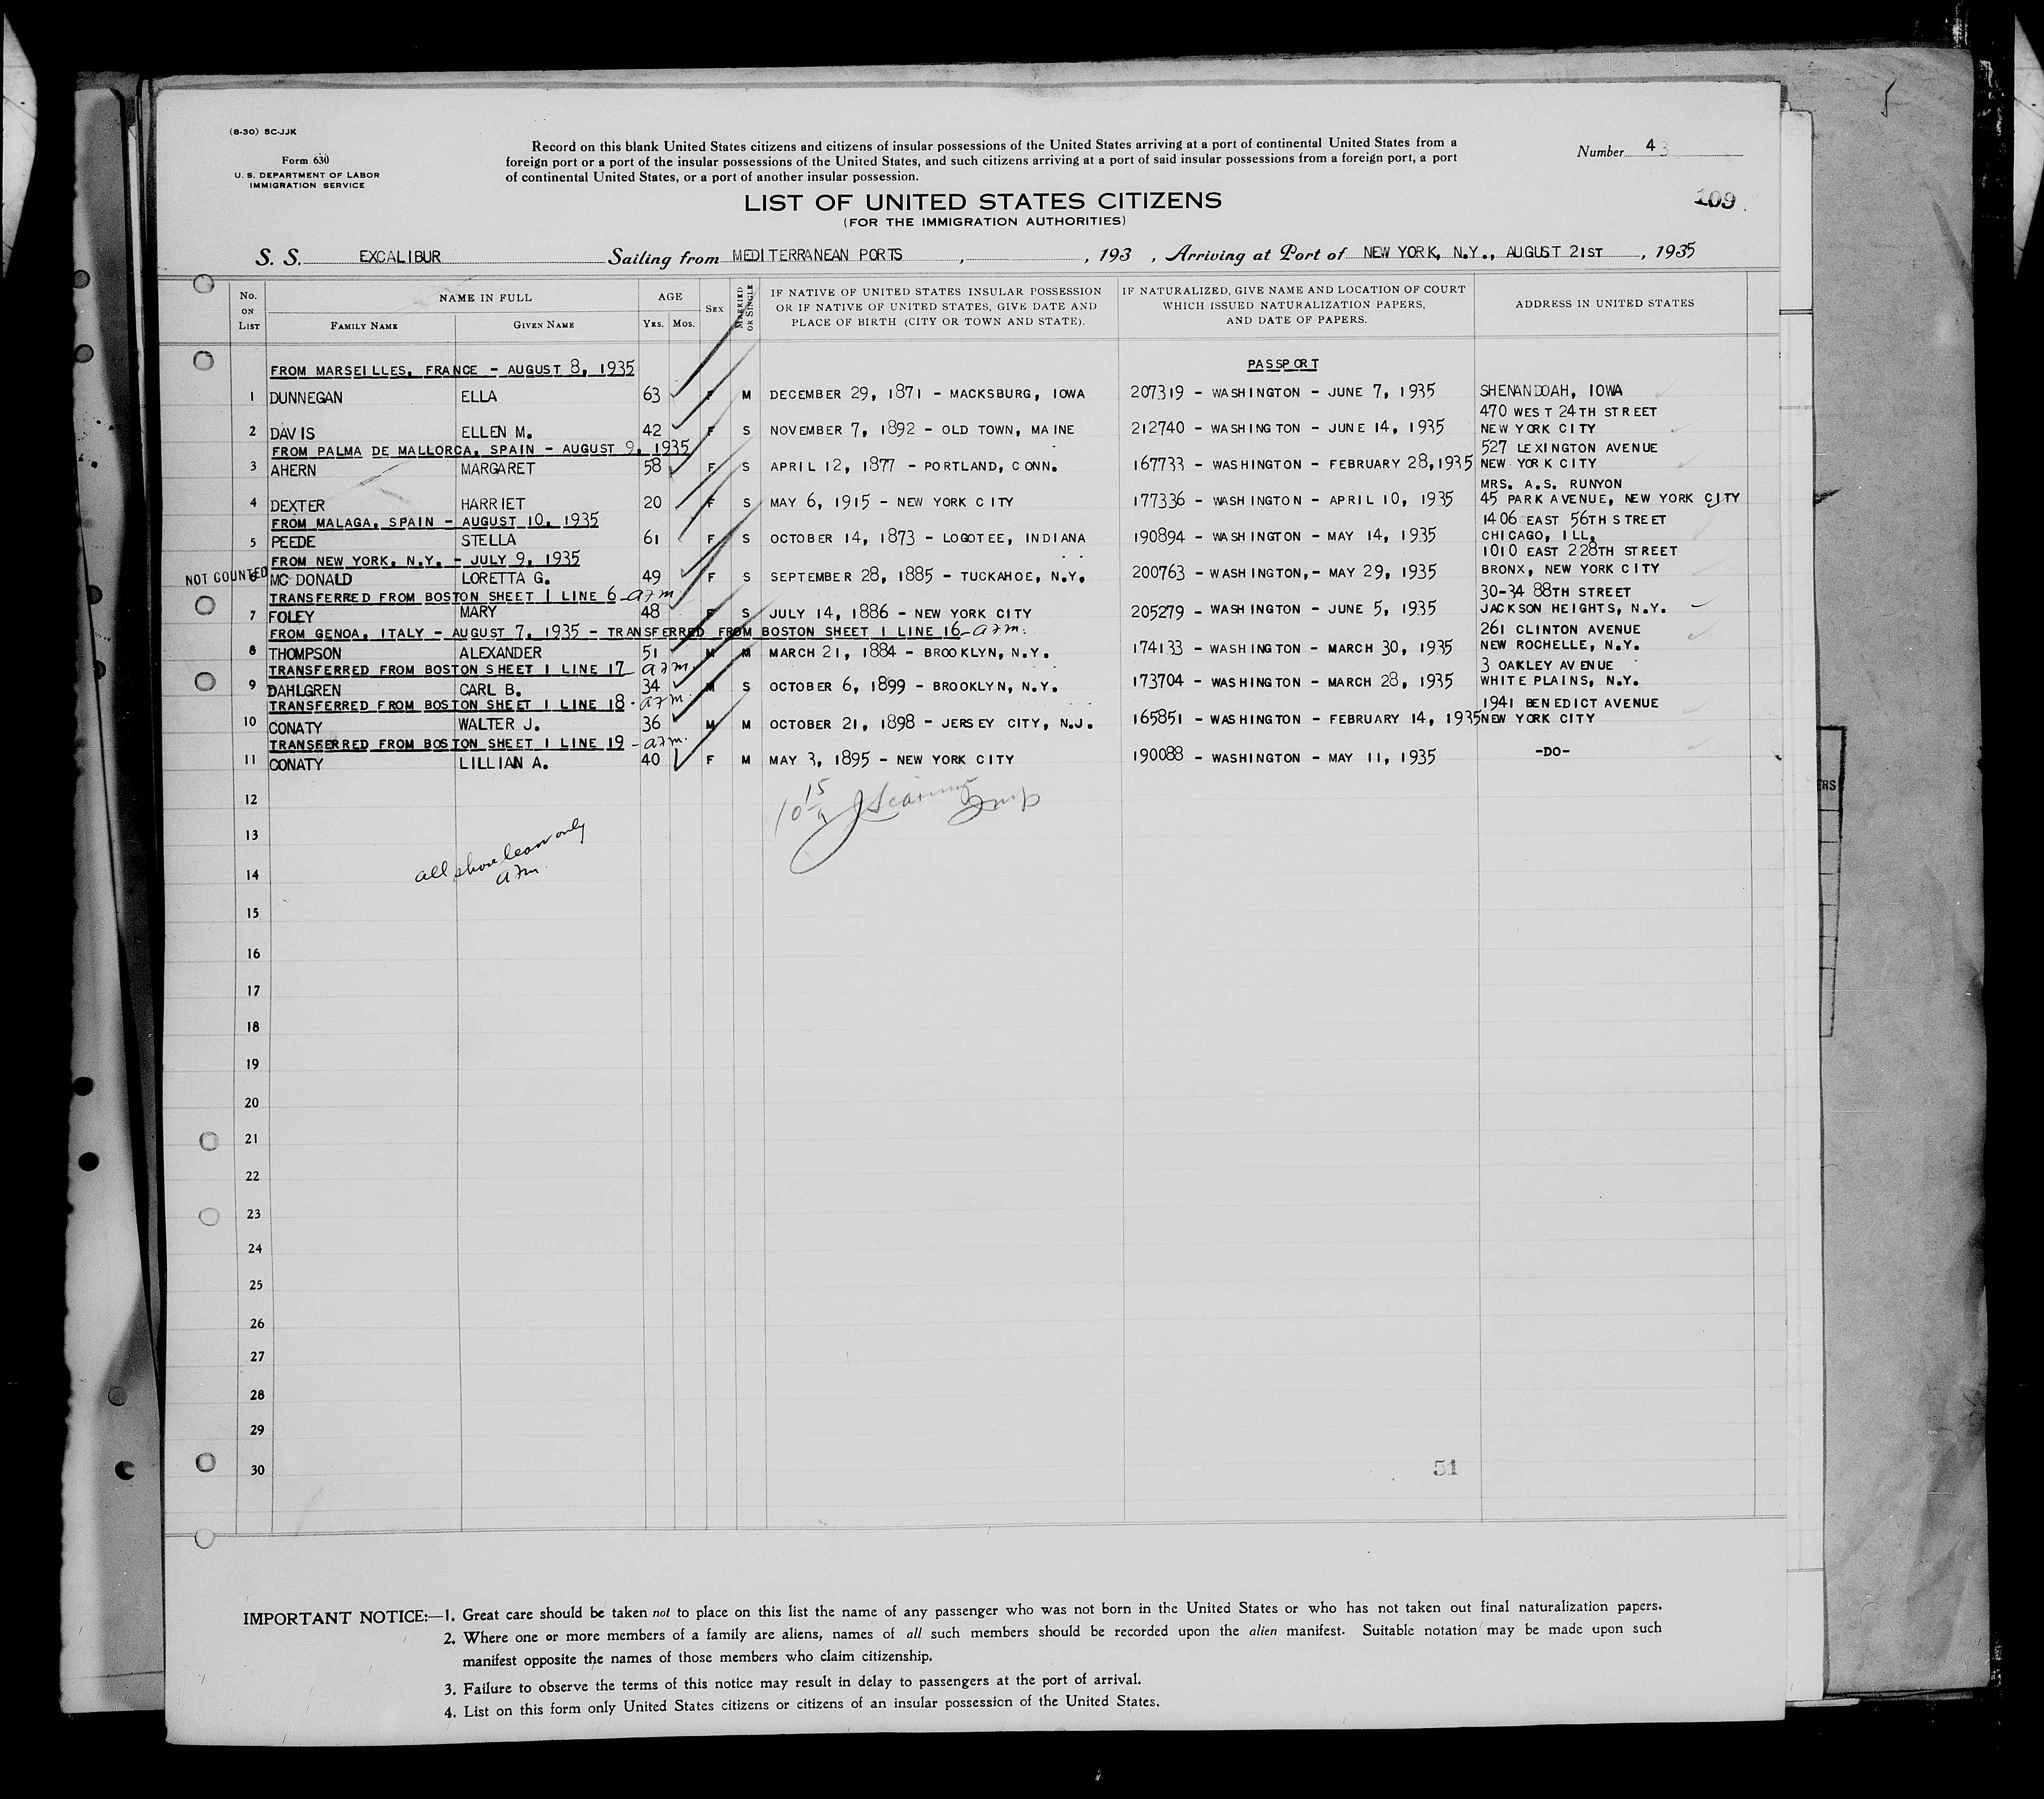 (8-30) 5C-JJK
Form 630
U. S. DEPARTMENT OF LABOR
IMMIGRATION SERVICE
Record on this blank United States citizens and citizens of insular possessions of the United States arriving at a port of continental United States from a
foreign port or a port of the insular possessions of the United States, and such citizens arriving at a port of said insular possessions from a foreign port, a port
of continental United States, or a port of another insular possession.
Number 4
109
LIST OF UNITED STATES CITIZENS
(FOR THE IMMIGRATION AUTHORITIES)
S. S. EXCALIBUR Sailing from MEDITERRANEAN PORTS , , 193 , Arriving at Port of NEW YORK, N.Y., AUGUST 21ST , 1935
No. ON LIST
NAME IN FULL
FAMILY NAME GIVEN NAME
AGE
YRS. MOS.
SEX
MARRIED OR SINGLE
IF NATIVE OF UNITED STATES INSULAR POSSESSION
OR IF NATIVE OF UNITED STATES, GIVE DATE AND
PLACE OF BIRTH (CITY OR TOWN AND STATE).
IF NATURALIZED, GIVE NAME AND LOCATION OF COURT
WHICH ISSUED NATURALIZATION PAPERS,
AND DATE OF PAPERS.
ADDRESS IN UNITED STATES
FROM MARSEILLES, FRANCE - AUGUST 8, 1935 PASSPORT
1 DUNNEGAN ELLA 63 F M DECEMBER 29, 1871 - MACKSBURG, IOWA 207319 - WASHINGTON - JUNE 7, 1935 SHENANDOAH, IOWA
470 WEST 24TH STREET
2 DAVIS ELLEN M. 42 F S NOVEMBER 7, 1892 - OLD TOWN, MAINE 212740 - WASHINGTON - JUNE 14, 1935 NEW YORK CITY
FROM PALMA DE MALLORCA, SPAIN - AUGUST 9, 1935 527 LEXINGTON AVENUE
3 AHERN MARGARET 58 F S APRIL 12, 1877 - PORTLAND, CONN. 167733 - WASHINGTON - FEBRUARY 28, 1935 NEW YORK CITY
MRS. A.S. RUNYON
4 DEXTER HARRIET 20 F S MAY 6, 1915 - NEW YORK CITY 177336 - WASHINGTON - APRIL 10, 1935 45 PARK AVENUE, NEW YORK CITY
FROM MALAGA, SPAIN - AUGUST 10, 1935 1406 EAST 56TH STREET
5 PEEDE STELLA 61 F S OCTOBER 14, 1873 - LOGOTEE, INDIANA 190894 - WASHINGTON - MAY 14, 1935 CHICAGO, ILL.
FROM NEW YORK, N.Y. - JULY 9, 1935 1010 EAST 228TH STREET
NOT COUNTED 6 MC DONALD LORETTA G. 49 F S SEPTEMBER 28, 1885 - TUCKAHOE, N.Y. 200763 - WASHINGTON, - MAY 29, 1935 BRONX, NEW YORK CITY
TRANSFERRED FROM BOSTON SHEET 1 LINE 6 - a7m. 30-34 88TH STREET
7 FOLEY MARY 48 F S JULY 14, 1886 - NEW YORK CITY 205279 - WASHINGTON - JUNE 5, 1935 JACKSON HEIGHTS, N.Y.
FROM GENOA, ITALY - AUGUST 7, 1935 - TRANSFERRED FROM BOSTON SHEET 1 LINE 16 - a7m. 261 CLINTON AVENUE
8 THOMPSON ALEXANDER 51 M M MARCH 21, 1884 - BROOKLYN, N.Y. 174133 - WASHINGTON - MARCH 30, 1935 NEW ROCHELLE, N.Y.
TRANSFERRED FROM BOSTON SHEET 1 LINE 17 a7m. 3 OAKLEY AVENUE
9 DAHLGREN CARL B. 34 M S OCTOBER 6, 1899 - BROOKLYN, N.Y. 173704 - WASHINGTON - MARCH 28, 1935 WHITE PLAINS, N.Y.
TRANSFERRED FROM BOSTON SHEET 1 LINE 18 - a7m. 1941 BENEDICT AVENUE
10 CONATY WALTER J. 36 M M OCTOBER 21, 1898 - JERSEY CITY, N.J. 165851 - WASHINGTON - FEBRUARY 14, 1935 NEW YORK CITY
TRANSFERRED FROM BOSTON SHEET 1 LINE 19 - a7m.
11 CONATY LILLIAN A. 40 F M MAY 3, 1895 - NEW YORK CITY 190088 - WASHINGTON - MAY 11, 1935 -DO-
12
13
all above leave only
14
a7m.
15
16
17
18
19
20
21
22
23
24
25
26
27
28
29
30
51
IMPORTANT NOTICE:—1. Great care should be taken not to place on this list the name of any passenger who was not born in the United States or who has not taken out final naturalization papers.
2. Where one or more members of a family are aliens, names of all such members should be recorded upon the alien manifest. Suitable notation may be made upon such
manifest opposite the names of those members who claim citizenship.
3. Failure to observe the terms of this notice may result in delay to passengers at the port of arrival.
4. List on this form only United States citizens or citizens of an insular possession of the United States.